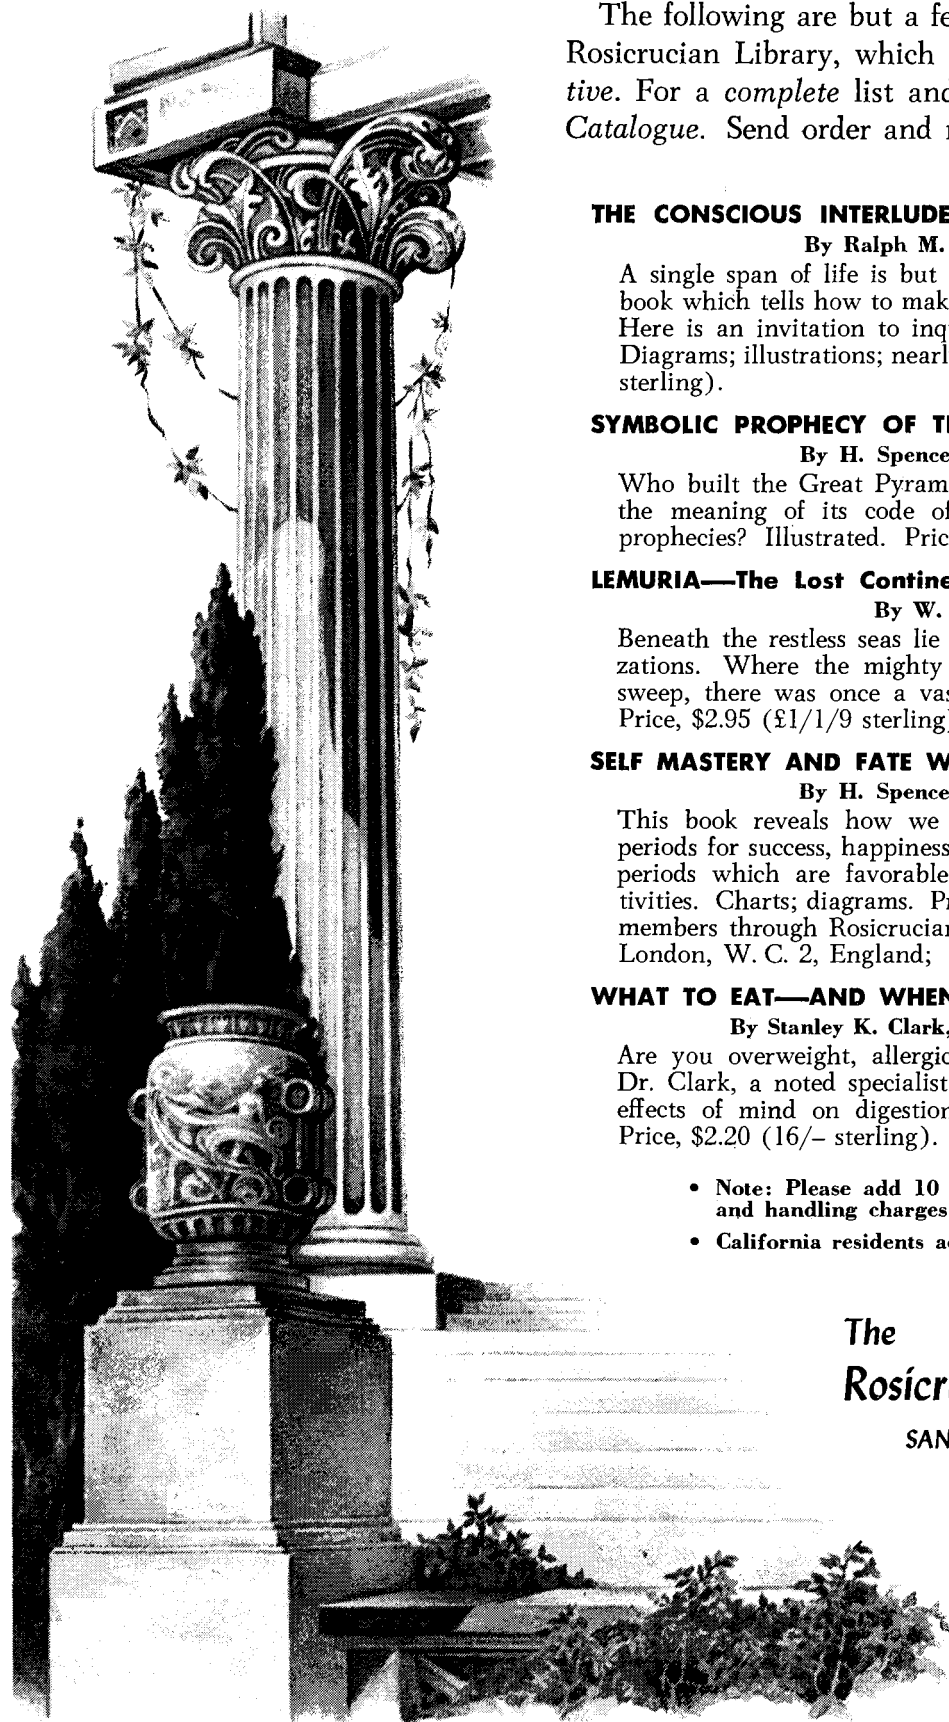 The following are but a fe
Rosicrucian Library, which
tive. For a complete list and
Catalogue. Send order and
THE CONSCIOUS INTERLUDE
By Ralph M.
A single span of life is but
book which tells how to mak
Here is an invitation to inq
Diagrams; illustrations; nearl
sterling).
SYMBOLIC PROPHECY OF TH
By H. Spence
Who built the Great Pyram
the meaning of its code of
prophecies? Illustrated. Pric
LEMURIA—The Lost Contine
By W.
Beneath the restless seas lie
zations. Where the mighty
sweep, there was once a vas
Price, $2.95 (£1/1/9 sterling)
SELF MASTERY AND FATE W
By H. Spence
This book reveals how we
periods for success, happiness
periods which are favorable
tivities. Charts; diagrams. Pr
members through Rosicrucian
London, W. C. 2, England;
WHAT TO EAT—AND WHEN
By Stanley K. Clark,
Are you overweight, allergic
Dr. Clark, a noted specialist
effects of mind on digestion
Price, $2.20 (16/– sterling).
• Note: Please add 10
and handling charges
• California residents a
The
Rosicr
SAN